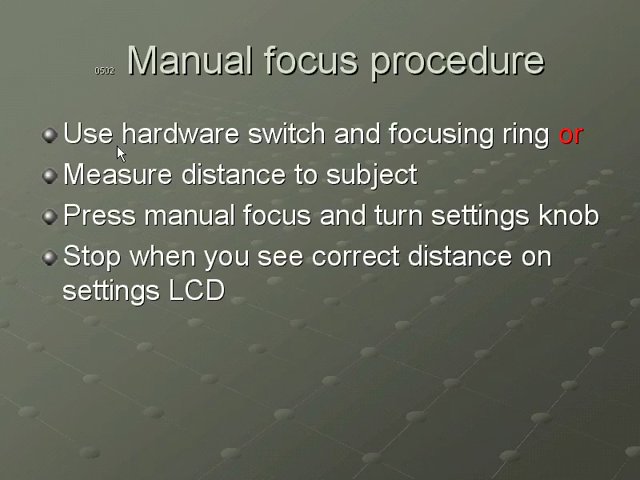 0502 Manual focus procedure
Use hardware switch and focusing ring or
Measure distance to subject
Press manual focus and turn settings knob
Stop when you see correct distance on
settings LCD